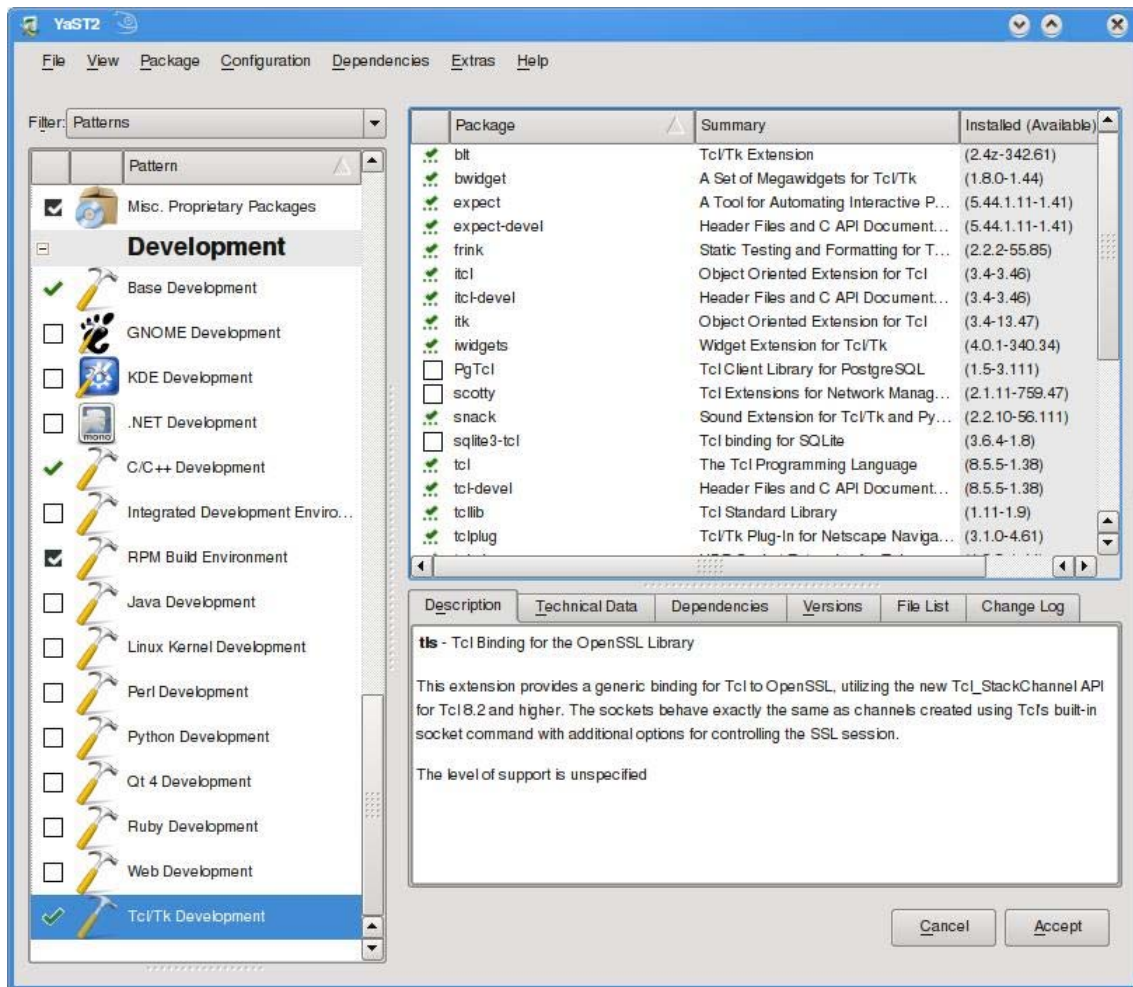 YaST2
File View Package Configuration Dependencies Extras Help
Filter: Patterns
Pattern
Misc. Proprietary Packages
Development
Base Development
GNOME Development
KDE Development
mono
.NET Development
C/C++ Development
Integrated Development Enviro...
RPM Build Environment
Java Development
Linux Kernel Development
Perl Development
Python Development
Qt 4 Development
Ruby Development
Web Development
Tcl/Tk Development
Package Summary Installed (Available)
blt Tcl/Tk Extension (2.4z-342.61)
bwidget A Set of Megawidgets for Tcl/Tk (1.8.0-1.44)
expect A Tool for Automating Interactive P... (5.44.1.11-1.41)
expect-devel Header Files and C API Document... (5.44.1.11-1.41)
frink Static Testing and Formatting for T... (2.2.2-55.85)
itcl Object Oriented Extension for Tcl (3.4-3.46)
itcl-devel Header Files and C API Document... (3.4-3.46)
itk Object Oriented Extension for Tcl (3.4-13.47)
iwidgets Widget Extension for Tcl/Tk (4.0.1-340.34)
PgTcl Tcl Client Library for PostgreSQL (1.5-3.111)
scotty Tcl Extensions for Network Manag... (2.1.11-759.47)
snack Sound Extension for Tcl/Tk and Py... (2.2.10-56.111)
sqlite3-tcl Tcl binding for SQLite (3.6.4-1.8)
tcl The Tcl Programming Language (8.5.5-1.38)
tcl-devel Header Files and C API Document... (8.5.5-1.38)
tcllib Tcl Standard Library (1.11-1.9)
tclplug Tcl/Tk Plug-In for Netscape Naviga... (3.1.0-4.61)
Description Technical Data Dependencies Versions File List Change Log
tls - Tcl Binding for the OpenSSL Library
This extension provides a generic binding for Tcl to OpenSSL, utilizing the new Tcl_StackChannel API
for Tcl 8.2 and higher. The sockets behave exactly the same as channels created using Tcl's built-in
socket command with additional options for controlling the SSL session.
The level of support is unspecified
Cancel Accept